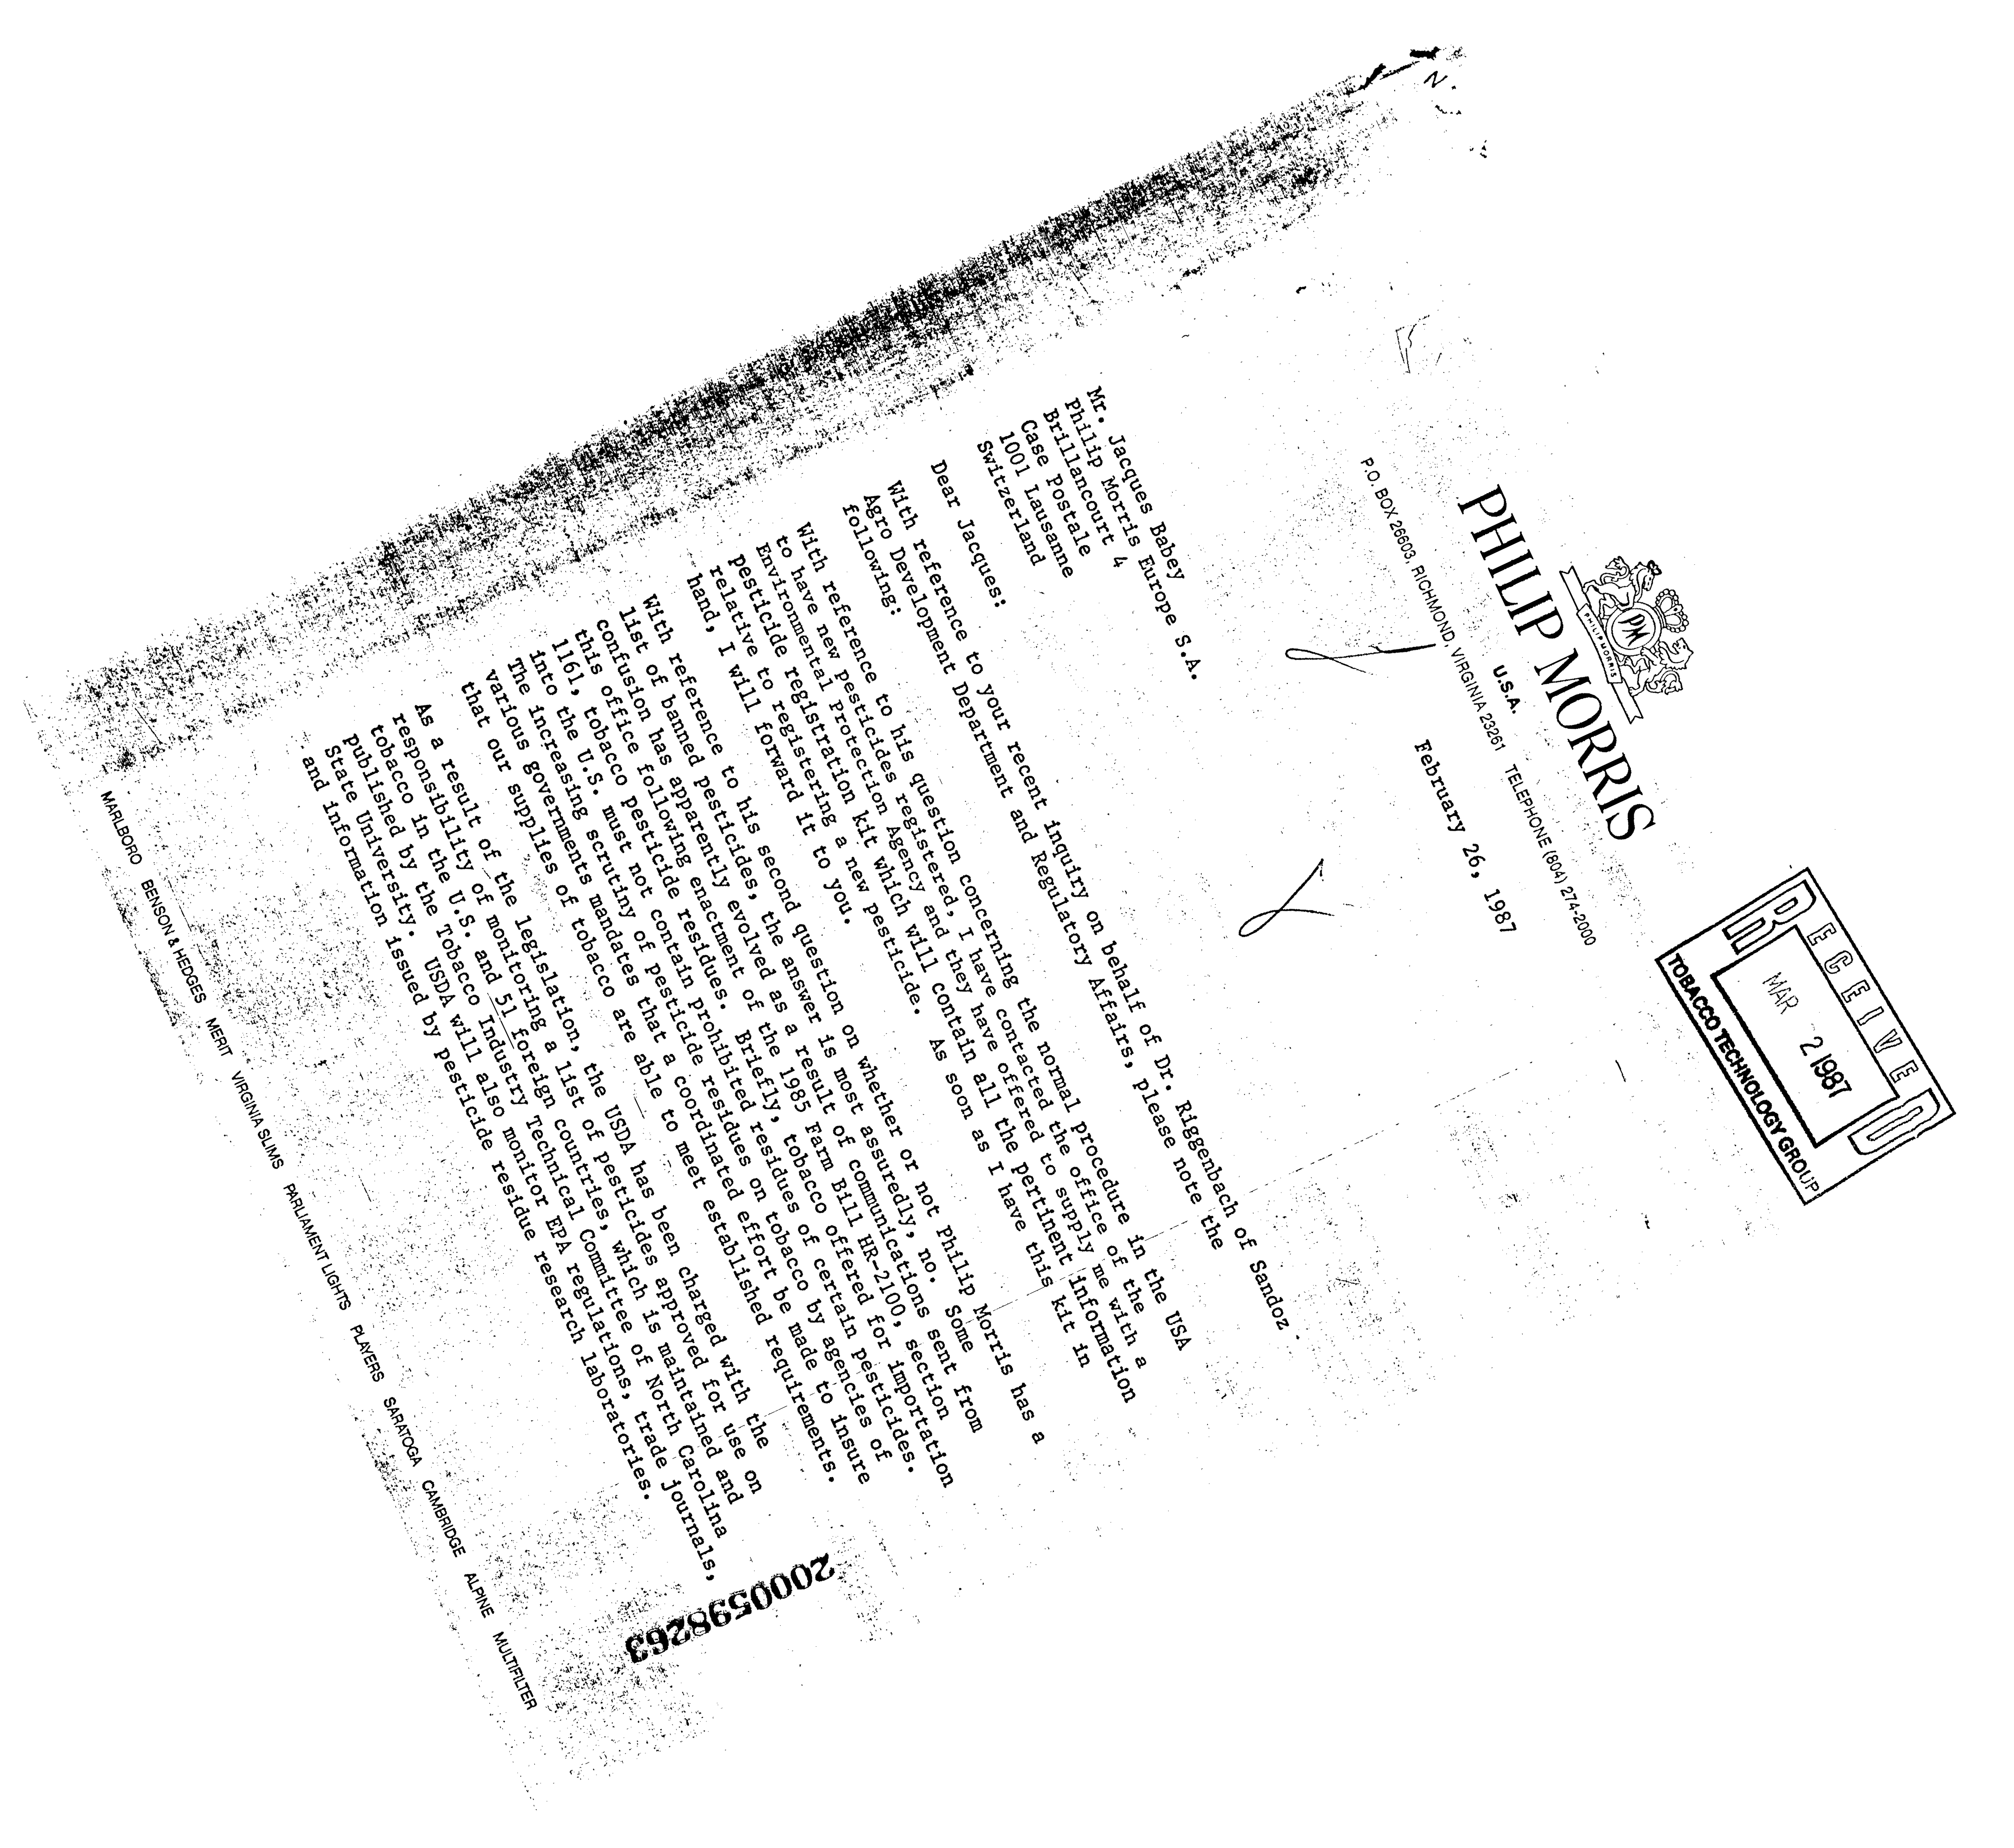 PM
PHILIP MORRIS
PHILIP MORRIS
U.S.A.
P.O. BOX 26603, RICHMOND, VIRGINIA 23261 TELEPHONE (804) 274-2000
RECEIVED
MAR 2 1987
TOBACCO TECHNOLOGY GROUP
February 26, 1987
Mr. Jacques Babey
Philip Morris Europe S.A.
Brillancourt 4
Case Postale
1001 Lausanne
Switzerland
Dear Jacques:
With reference to your recent inquiry on behalf of Dr. Riggenbach of Sandoz
Agro Development Department and Regulatory Affairs, please note the
following:
With reference to his question concerning the normal procedure in the USA
to have new pesticides registered, I have contacted the office of the
Environmental Protection Agency and they have offered to supply me with a
pesticide registration kit which will contain all the pertinent information
relative to registering a new pesticide. As soon as I have this kit in
hand, I will forward it to you.
With reference to his second question on whether or not Philip Morris has a
list of banned pesticides, the answer is most assuredly, no. Some
confusion has apparently evolved as a result of communications sent from
this office following enactment of the 1985 Farm Bill HR-2100, section
1161, tobacco pesticide residues. Briefly, tobacco offered for importation
into the U.S. must not contain prohibited residues of certain pesticides.
The increasing scrutiny of pesticide residues on tobacco by agencies of
various governments mandates that a coordinated effort be made to insure
that our supplies of tobacco are able to meet established requirements.
As a result of the legislation, the USDA has been charged with the
responsibility of monitoring a list of pesticides approved for use on
tobacco in the U.S. and 51 foreign countries, which is maintained and
published by the Tobacco Industry Technical Committee of North Carolina
State University. USDA will also monitor EPA regulations, trade journals,
and information issued by pesticide residue research laboratories.
2000598263
MARLBORO BENSON & HEDGES MERIT VIRGINIA SLIMS PARLIAMENT LIGHTS PLAYERS SARATOGA CAMBRIDGE ALPINE MULTIFILTER